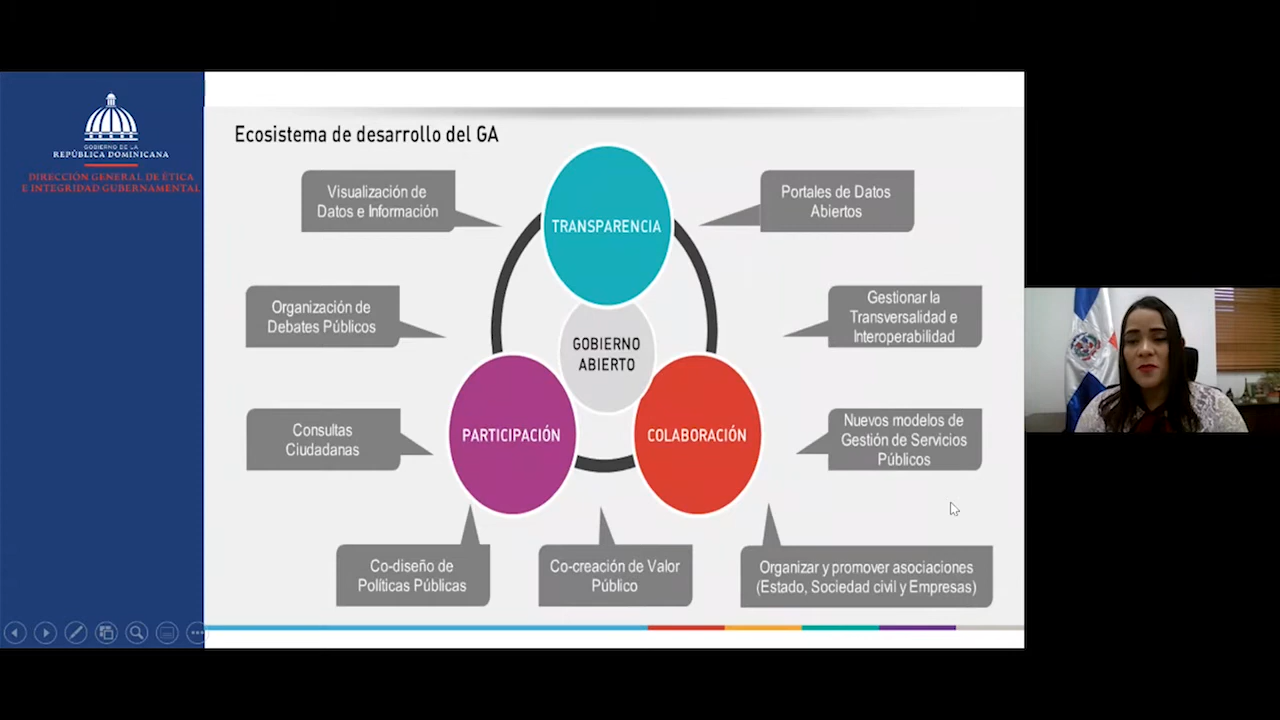 GOBIERNO DE LA
REPÚBLICA DOMINICANA
DIRECCIÓN GENERAL DE ÉTICA
E INTEGRIDAD GUBERNAMENTAL
Ecosistema de desarrollo del GA
Visualización de
Datos e Información
TRANSPARENCIA
Portales de Datos
Abiertos
Organización de
Debates Públicos
GOBIERNO
ABIERTO
Gestionar la
Transversalidad e
Interoperabilidad
Consultas
Ciudadanas
PARTICIPACIÓN
COLABORACIÓN
Nuevos modelos de
Gestión de Servicios
Públicos
Co-diseño de
Políticas Públicas
Co-creación de Valor
Público
Organizar y promover asociaciones
(Estado, Sociedad civil y Empresas)